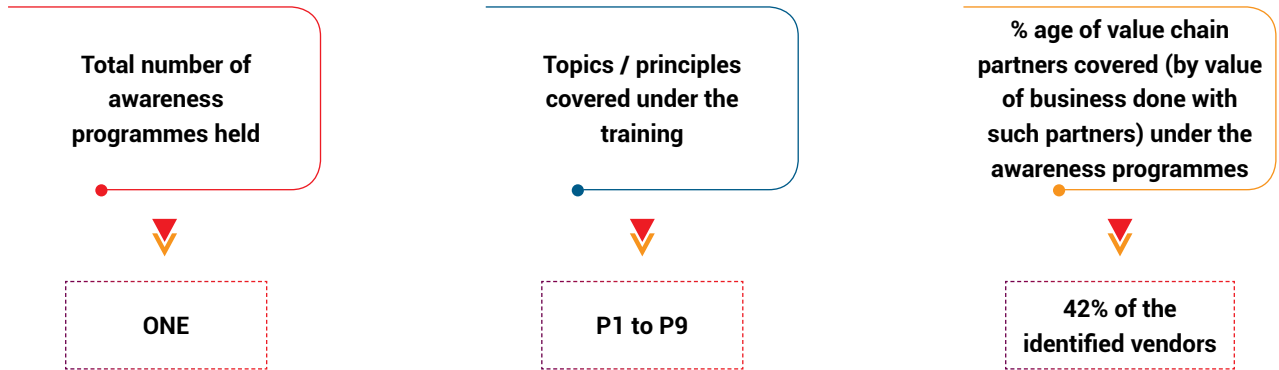 Total number of
awareness
programmes held
ONE
Topics / principles
covered under the
training
P1 to P9
% age of value chain
partners covered (by value
of business done with
such partners) under the
awareness programmes
42% of the
identified vendors